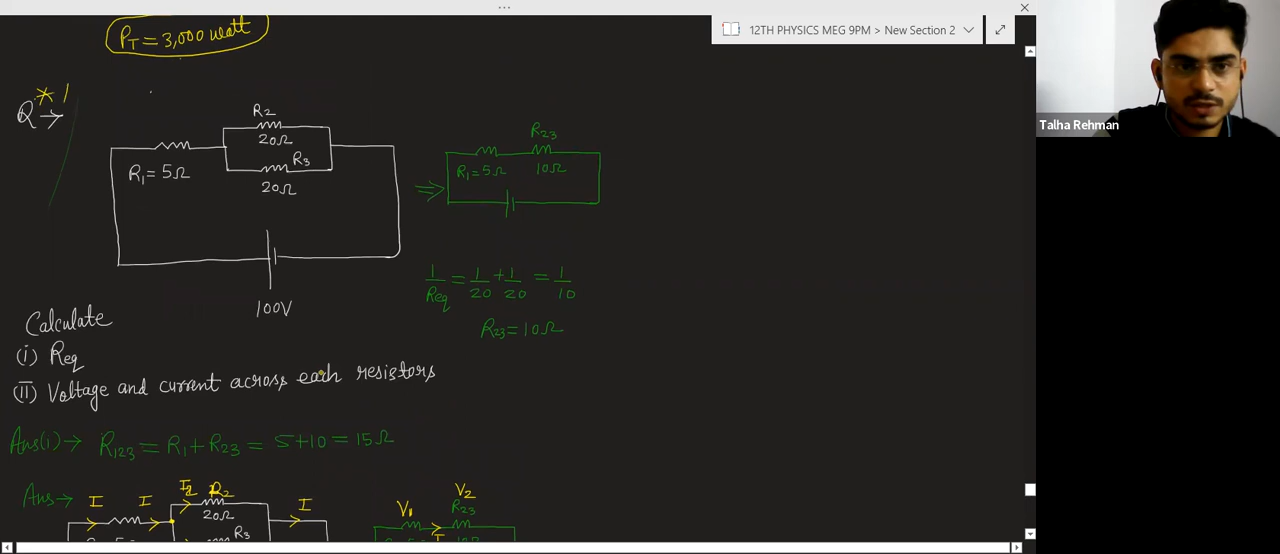 P_T = 3,000 watt
12TH PHYSICS MEG 9PM > New Section 2
Talha Rehman
Q → * 1
R2
20Ω
R3
20Ω
R1 = 5Ω
100V
⇒
R23
R1 = 5Ω
10Ω
1/Req = 1/20 + 1/20 = 1/10
R23 = 10Ω
Calculate
(i) Req
(ii) Voltage and current across each resistors
Ans(i) → R123 = R1 + R23 = 5 + 10 = 15Ω
Ans →
I I I2 R2 I
20Ω
R3
V1 V2
R23
I